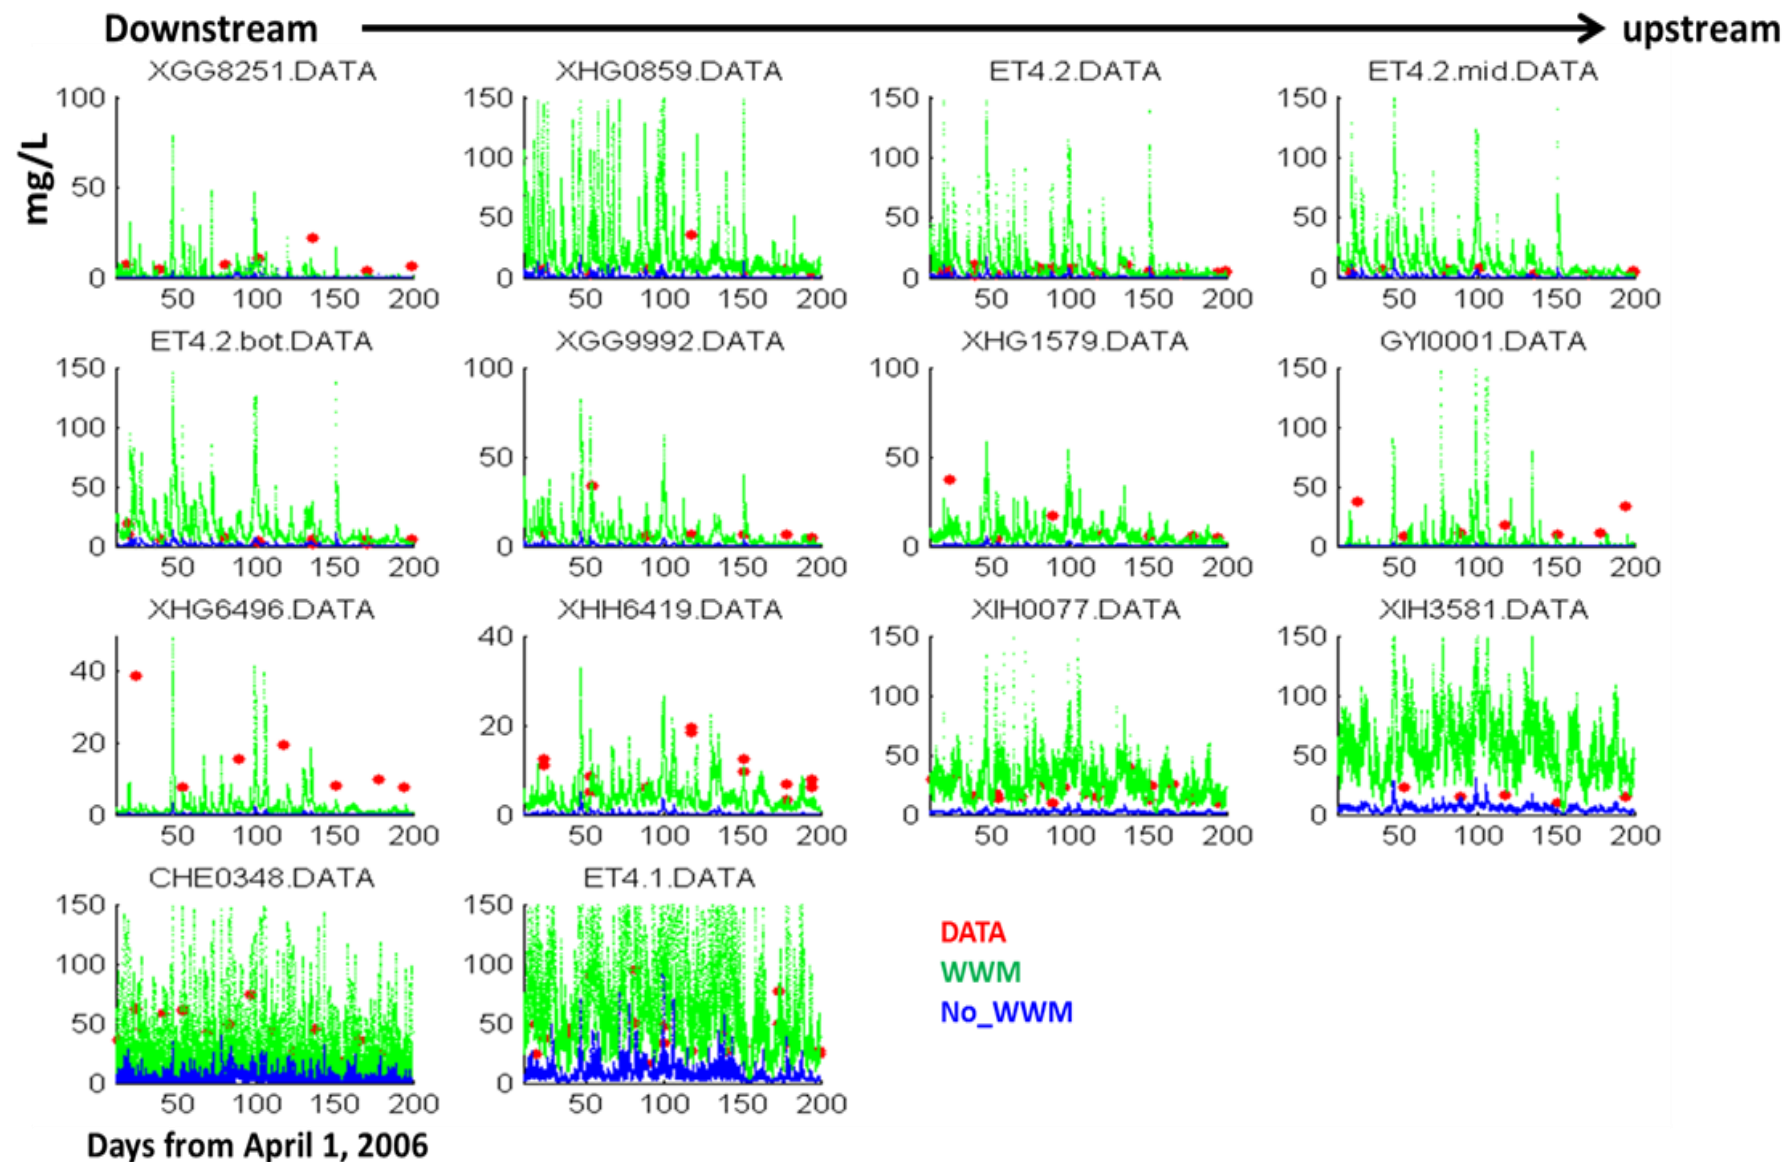 Downstream upstream
XGG8251.DATA XHG0859.DATA ET4.2.DATA ET4.2.mid.DATA
mg/L
100 150 150 150
50 100 100 100
50 50 50
0 0 0 0
50 100 150 200 50 100 150 200 50 100 150 200 50 100 150 200
ET4.2.bot.DATA XGG9992.DATA XHG1579.DATA GYI0001.DATA
150 100 100 150
100 50 50 100
50 50
0 0 0 0
50 100 150 200 50 100 150 200 50 100 150 200 50 100 150 200
XHG6496.DATA XHH6419.DATA XIH0077.DATA XIH3581.DATA
40 40 150 150
20 20 100 100
50 50
0 0 0 0
50 100 150 200 50 100 150 200 50 100 150 200 50 100 150 200
CHE0348.DATA ET4.1.DATA
150 150
100 100
50 50
0 0
50 100 150 200 50 100 150 200
DATA
WWM
No_WWM
Days from April 1, 2006